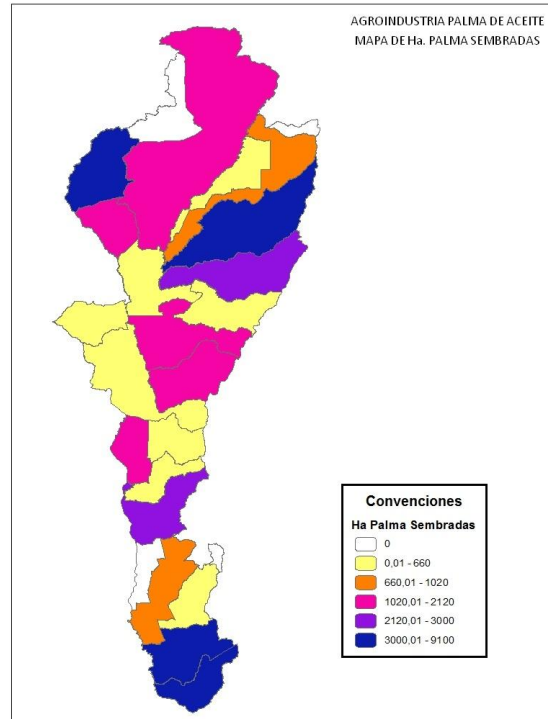 AGROINDUSTRIA PALMA DE ACEITE
MAPA DE Ha. PALMA SEMBRADAS
Convenciones
Ha Palma Sembradas
0
0,01 - 660
660,01 - 1020
1020,01 - 2120
2120,01 - 3000
3000,01 - 9100